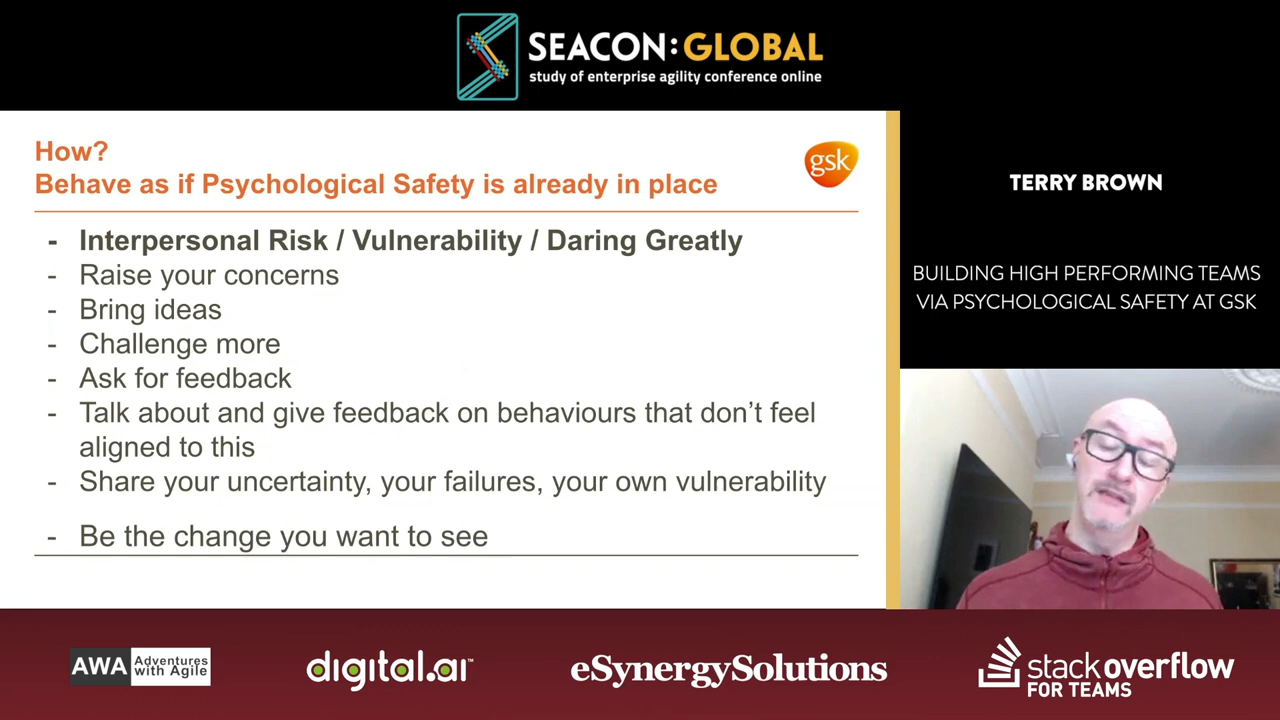 SEACON:GLOBAL
study of enterprise agility conference online
How?
Behave as if Psychological Safety is already in place
gsk
- Interpersonal Risk / Vulnerability / Daring Greatly
- Raise your concerns
- Bring ideas
- Challenge more
- Ask for feedback
- Talk about and give feedback on behaviours that don’t feel
aligned to this
- Share your uncertainty, your failures, your own vulnerability
- Be the change you want to see
TERRY BROWN
BUILDING HIGH PERFORMING TEAMS
VIA PSYCHOLOGICAL SAFETY AT GSK
AWA Adventures
with Agile
digital.ai™
eSynergySolutions
stackoverflow
FOR TEAMS